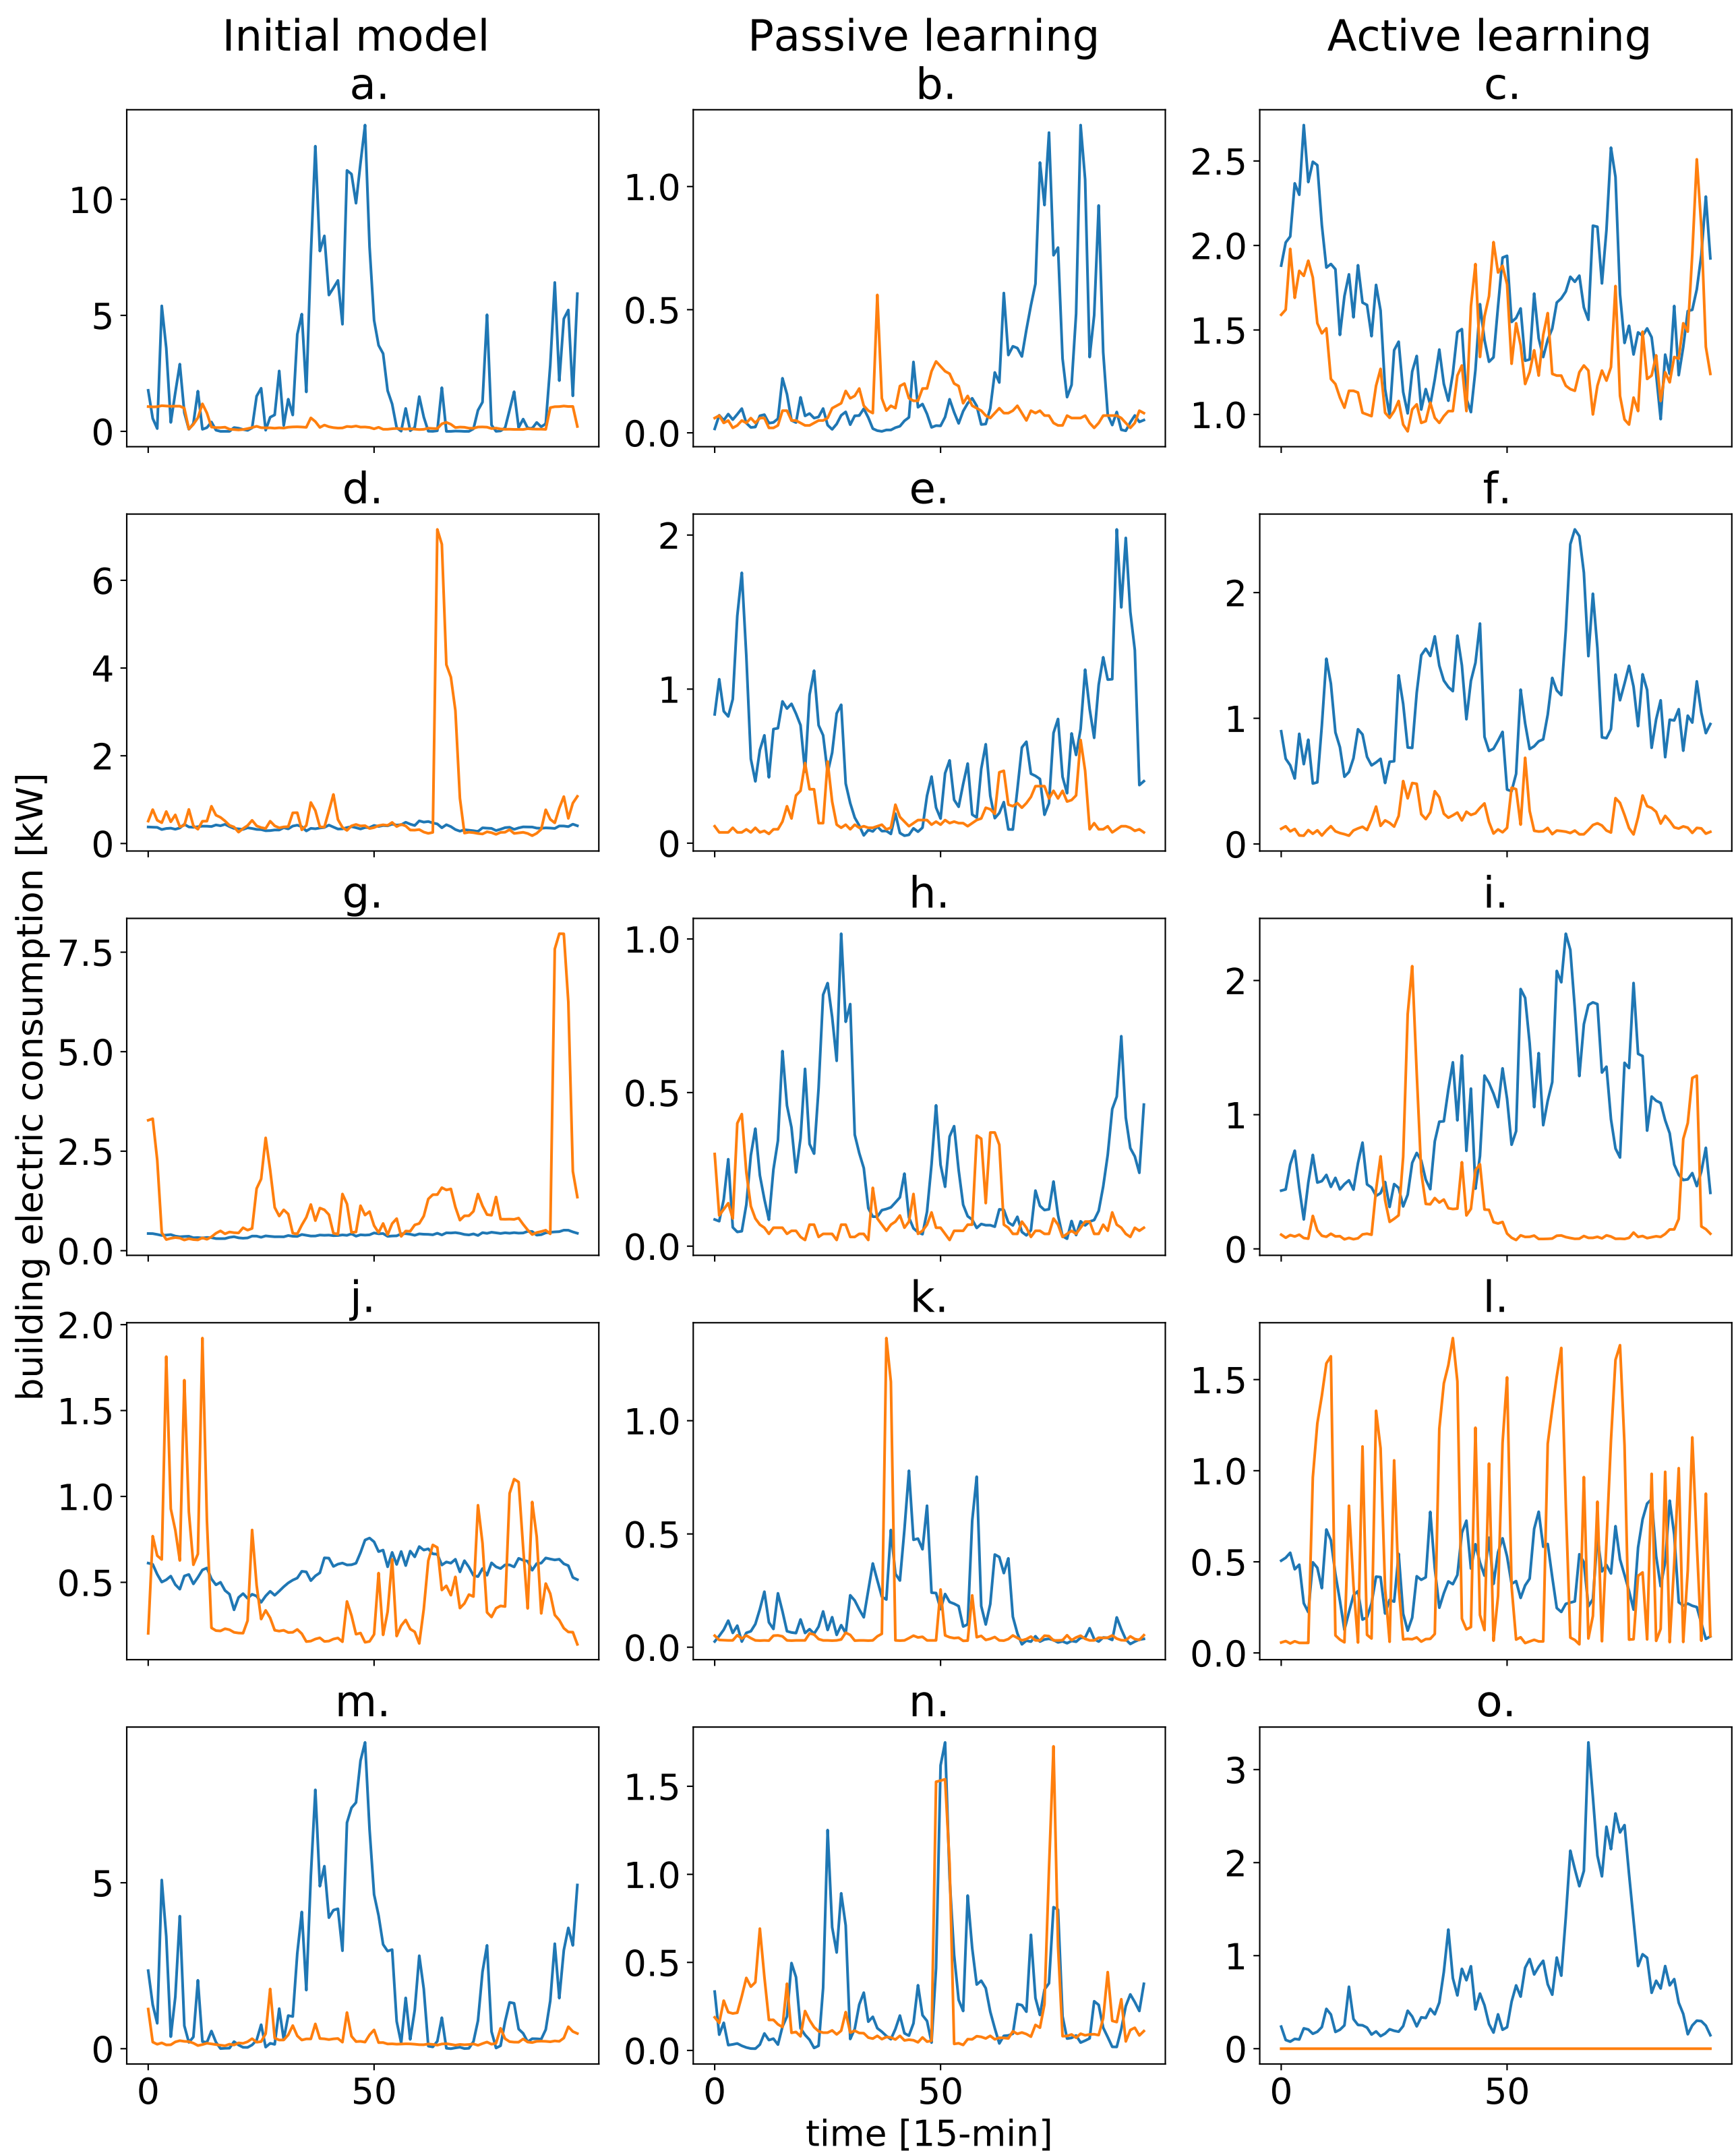 Initial model
Passive learning
Active learning
a.
b.
c.
10
5
0
1.0
0.5
0.0
2.5
2.0
1.5
1.0
d.
e.
f.
6
4
2
0
2
1
0
2
1
0
g.
h.
i.
7.5
5.0
2.5
0.0
1.0
0.5
0.0
2
1
0
j.
k.
l.
2.0
1.5
1.0
0.5
1.0
0.5
0.0
1.5
1.0
0.5
0.0
m.
n.
o.
5
0
1.5
1.0
0.5
0.0
3
2
1
0
0
50
0
50
0
50
building electric consumption [kW]
time [15-min]